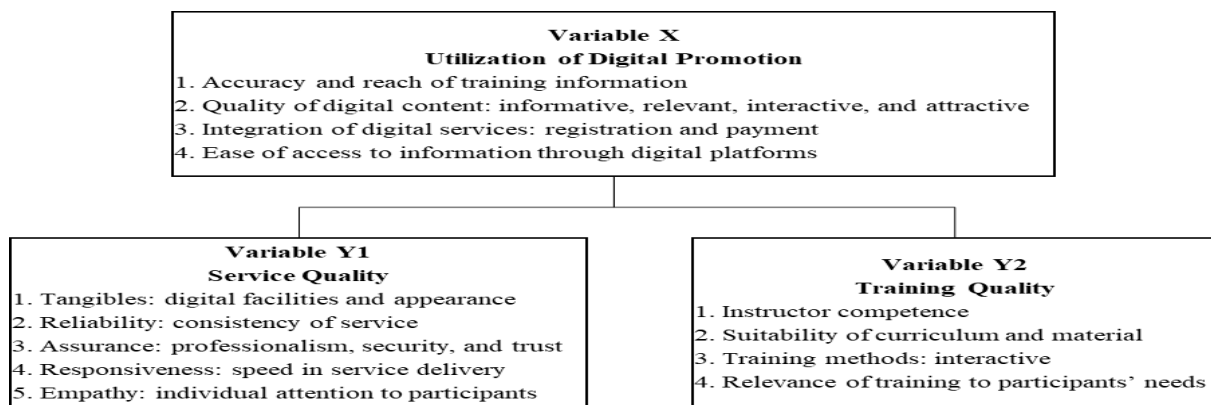 Variable X
Utilization of Digital Promotion
1. Accuracy and reach of training information
2. Quality of digital content: informative, relevant, interactive, and attractive
3. Integration of digital services: registration and payment
4. Ease of access to information through digital platforms
Variable Y1
Service Quality
1. Tangibles: digital facilities and appearance
2. Reliability: consistency of service
3. Assurance: professionalism, security, and trust
4. Responsiveness: speed in service delivery
5. Empathy: individual attention to participants
Variable Y2
Training Quality
1. Instructor competence
2. Suitability of curriculum and material
3. Training methods: interactive
4. Relevance of training to participants’ needs